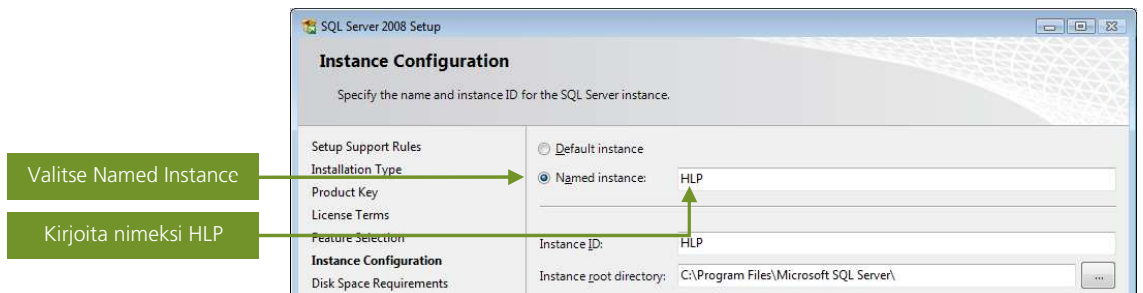 SQL Server 2008 Setup
Instance Configuration
Specify the name and instance ID for the SQL Server instance.
Setup Support Rules
Installation Type
Product Key
License Terms
Feature Selection
Instance Configuration
Disk Space Requirements
Default instance
Named instance: HLP
Instance ID: HLP
Instance root directory: C:\Program Files\Microsoft SQL Server\ ...
Valitse Named Instance
Kirjoita nimeksi HLP